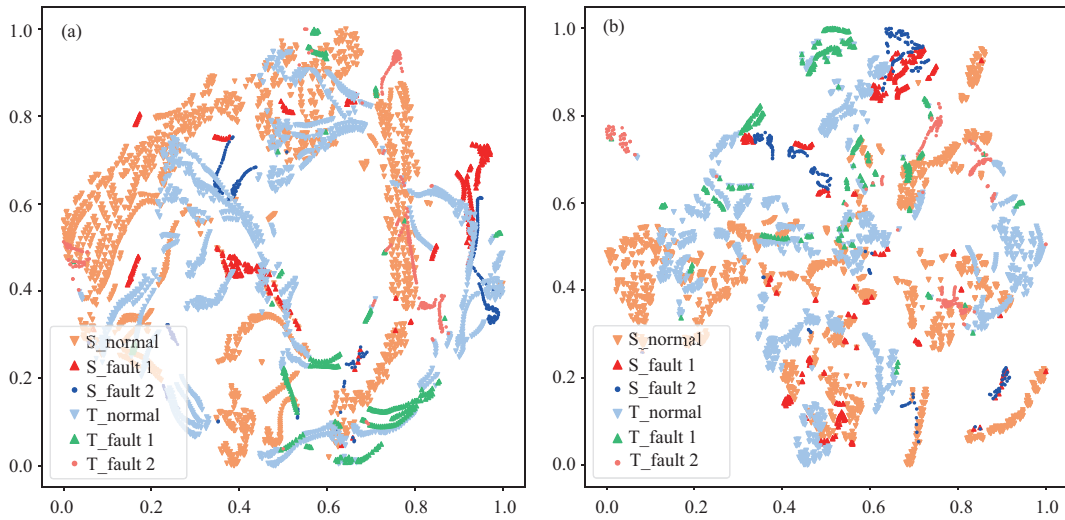 (a)
1.0
0.8
0.6
0.4
0.2
0.0
0.0 0.2 0.4 0.6 0.8 1.0
S_normal
S_fault 1
S_fault 2
T_normal
T_fault 1
T_fault 2
(b)
1.0
0.8
0.6
0.4
0.2
0.0
0.0 0.2 0.4 0.6 0.8 1.0
S_normal
S_fault 1
S_fault 2
T_normal
T_fault 1
T_fault 2